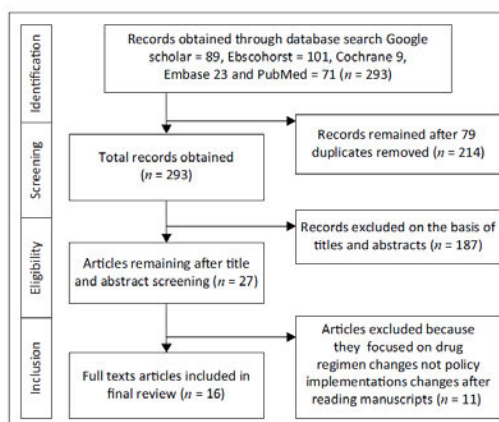 Identification
Records obtained through database search Google
scholar = 89, Ebscohorst = 101, Cochrane 9,
Embase 23 and PubMed = 71 (n = 293)
Screening
Records remained after 79
duplicates removed (n = 214)
Total records obtained
(n = 293)
Eligibility
Records excluded on the basis of
titles and abstracts (n = 187)
Articles remaining after title
and abstract screening (n = 27)
Inclusion
Articles excluded because
they focused on drug
regimen changes not policy
implementations changes after
reading manuscripts (n = 11)
Full texts articles included in
final review (n = 16)